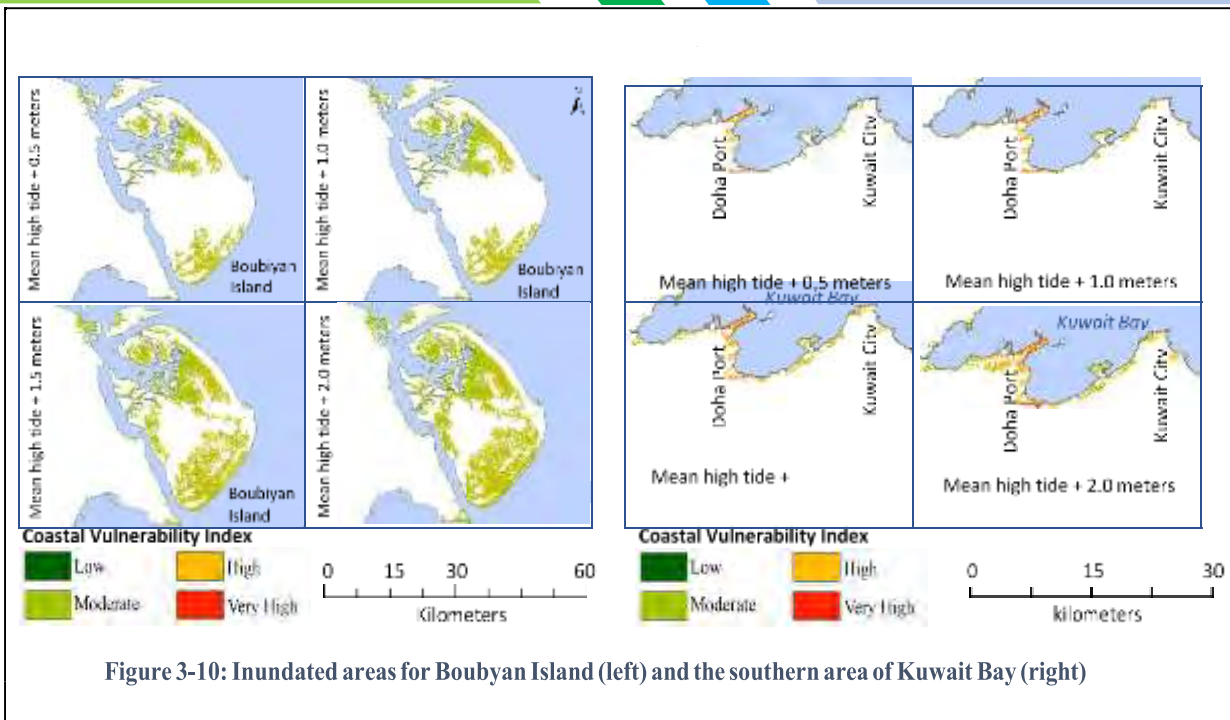 Mean high tide + 0.5 meters
Boubiyan
Island
Mean high tide + 1.0 meters
Boubiyan
Island
Mean high tide + 1.5 meters
Boubiyan
Island
Mean high tide + 2.0 meters
Coastal Vulnerability Index
Low
High
Moderate
Very High
0 15 30 60
Kilometers
Doha Port
Kuwait City
Mean high tide + 0.5 meters
Doha Port
Kuwait City
Mean high tide + 1.0 meters
Kuwait Bay
Doha Port
Kuwait City
Mean high tide +
Kuwait Bay
Doha Port
Kuwait City
Mean high tide + 2.0 meters
Coastal Vulnerability Index
Low
High
Moderate
Very High
0 15 30
kilometers
Figure 3-10: Inundated areas for Boubyan Island (left) and the southern area of Kuwait Bay (right)